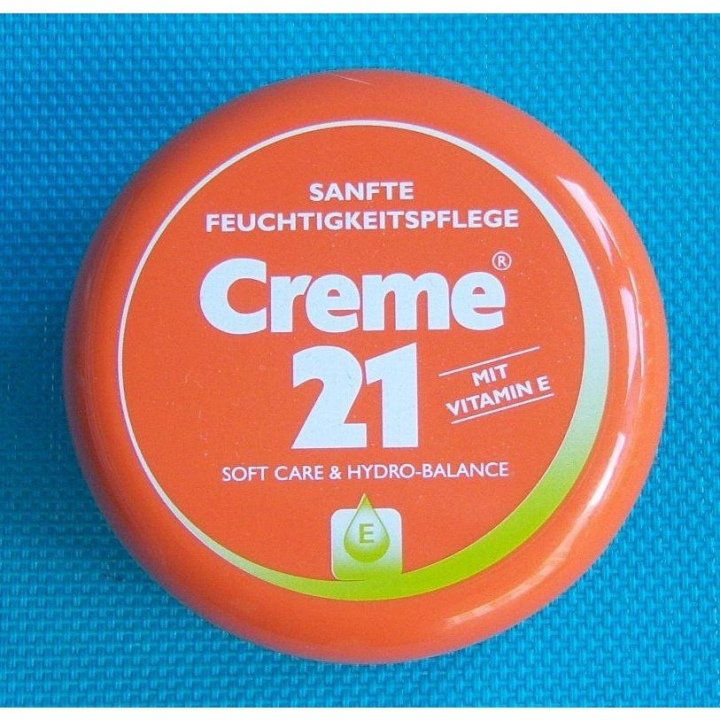 SANFTE
FEUCHTIGKEITSPFLEGE
Creme®
21
MIT
VITAMIN E
SOFT CARE & HYDRO-BALANCE
E